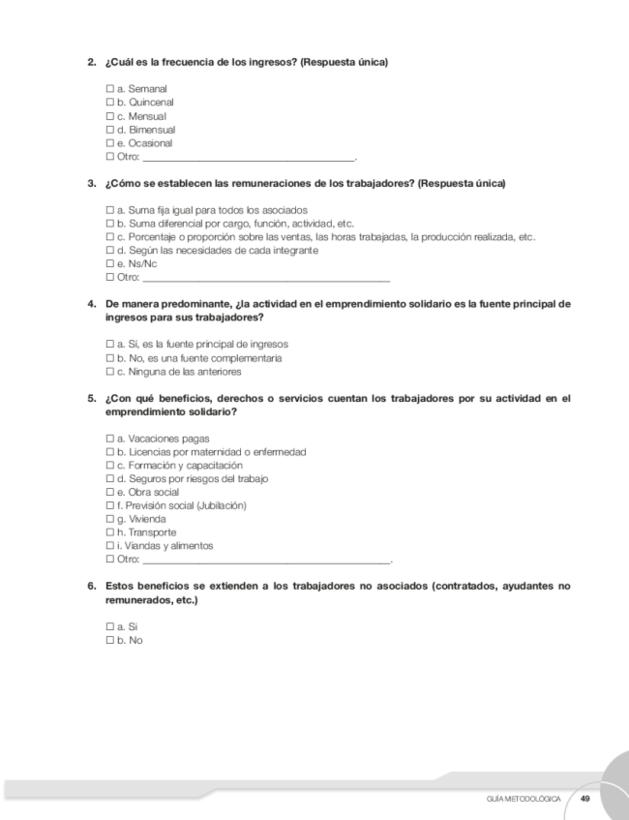 2. ¿Cuál es la frecuencia de los ingresos? (Respuesta única)
☐ a. Semanal
☐ b. Quincenal
☐ c. Mensual
☐ d. Bimensual
☐ e. Ocasional
☐ Otro: ______________________________________.
3. ¿Cómo se establecen las remuneraciones de los trabajadores? (Respuesta única)
☐ a. Suma fija igual para todos los asociados
☐ b. Suma diferencial por cargo, función, actividad, etc.
☐ c. Porcentaje o proporción sobre las ventas, las horas trabajadas, la producción realizada, etc.
☐ d. Según las necesidades de cada integrante
☐ e. Ns/Nc
☐ Otro: ____________________________________________
4. De manera predominante, ¿la actividad en el emprendimiento solidario es la fuente principal de
ingresos para sus trabajadores?
☐ a. Sí, es la fuente principal de ingresos
☐ b. No, es una fuente complementaria
☐ c. Ninguna de las anteriores
5. ¿Con qué beneficios, derechos o servicios cuentan los trabajadores por su actividad en el
emprendimiento solidario?
☐ a. Vacaciones pagas
☐ b. Licencias por maternidad o enfermedad
☐ c. Formación y capacitación
☐ d. Seguros por riesgos del trabajo
☐ e. Obra social
☐ f. Previsión social (Jubilación)
☐ g. Vivienda
☐ h. Transporte
☐ i. Viandas y alimentos
☐ Otro: ____________________________________________.
6. Estos beneficios se extienden a los trabajadores no asociados (contratados, ayudantes no
remunerados, etc.)
☐ a. Si
☐ b. No
GUÍA METODOLÓGICA 49